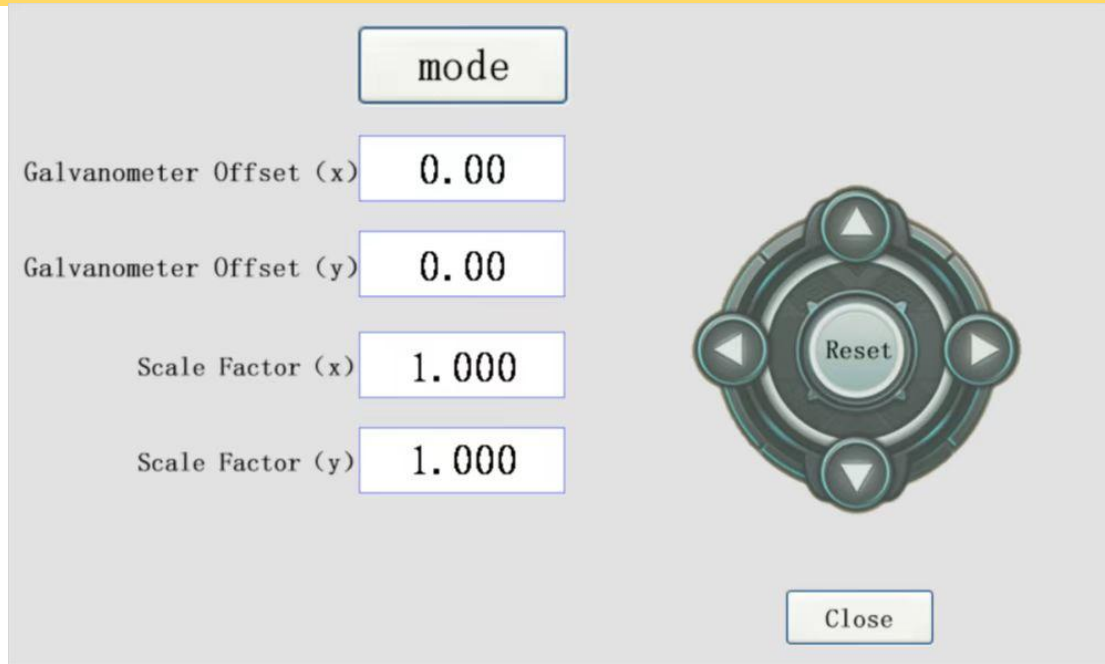 mode
Galvanometer Offset (x) 0.00
Galvanometer Offset (y) 0.00
Scale Factor (x) 1.000
Scale Factor (y) 1.000
Reset
Close